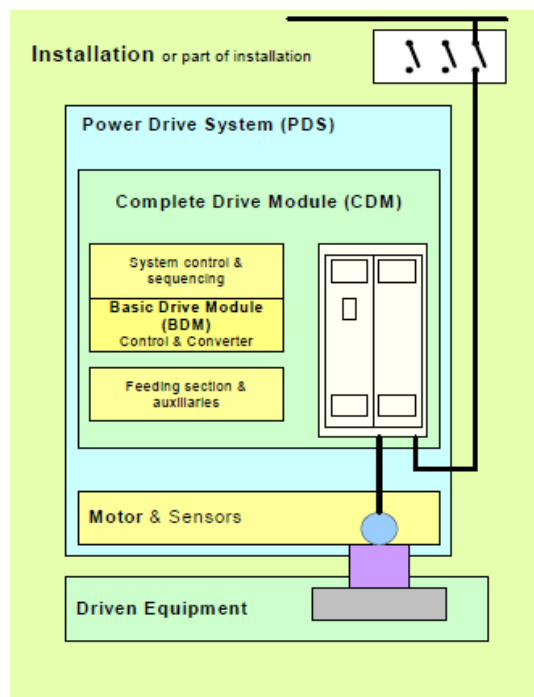 Installation or part of installation
Power Drive System (PDS)
Complete Drive Module (CDM)
System control &
sequencing
Basic Drive Module
(BDM)
Control & Converter
Feeding section &
auxiliaries
Motor & Sensors
Driven Equipment